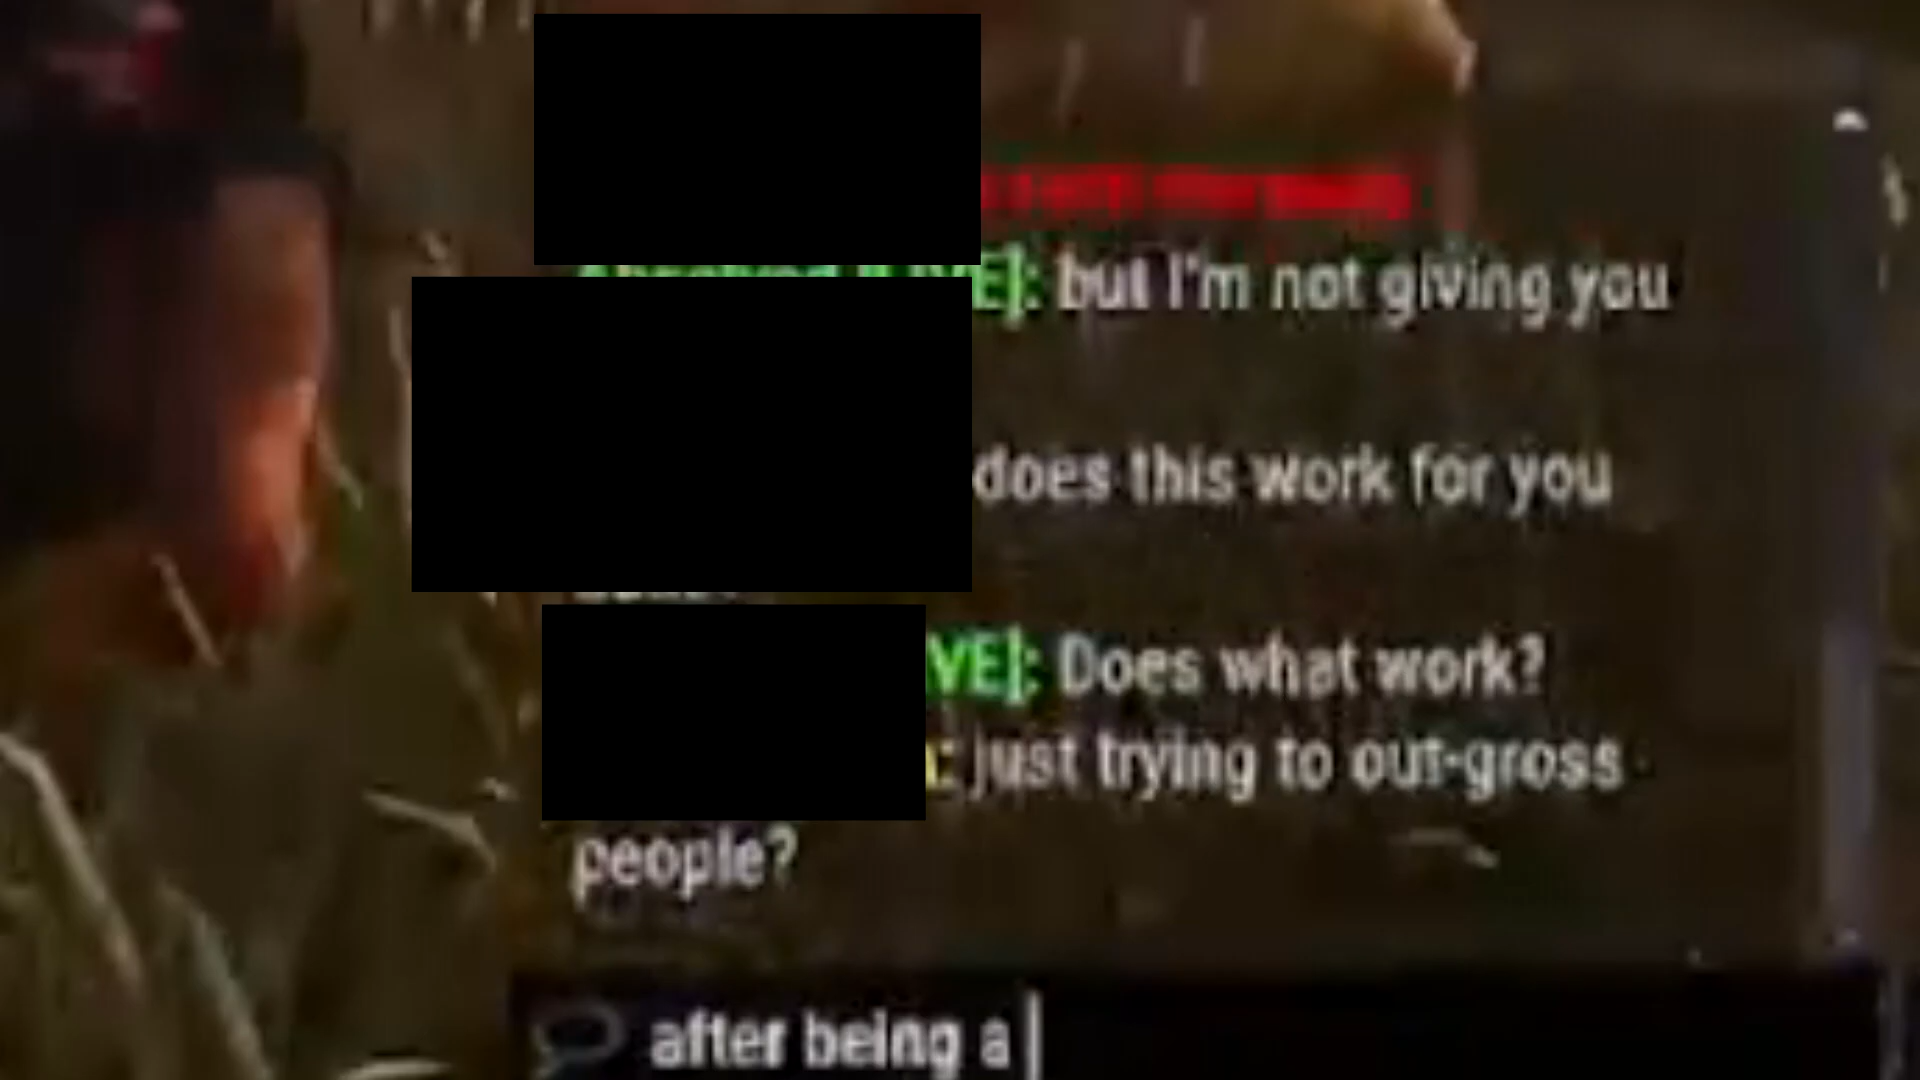 E]: but I'm not giving you
does this work for you
VE]: Does what work?
: just trying to out-gross
people?
after being a